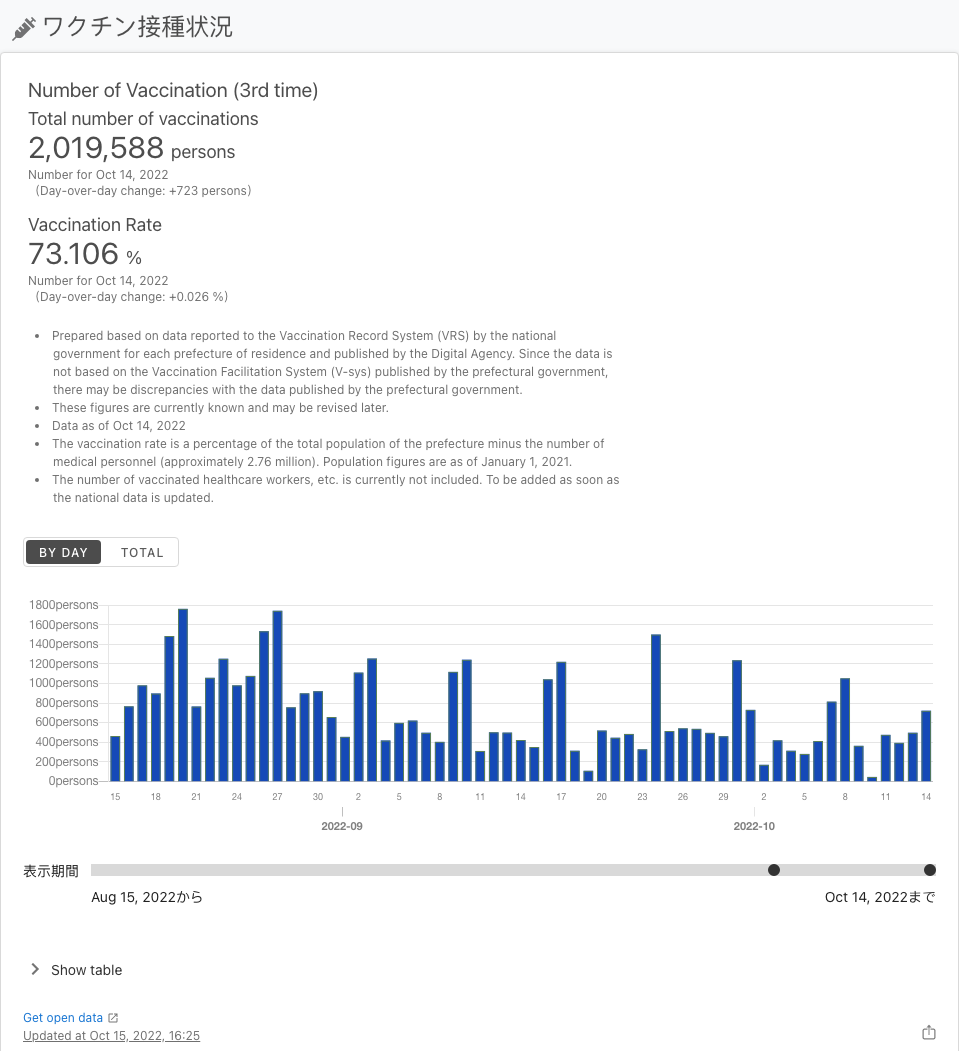 ワクチン接種状況
Number of Vaccination (3rd time)
Total number of vaccinations
2,019,588 persons
Number for Oct 14, 2022
(Day-over-day change: +723 persons)
Vaccination Rate
73.106 %
Number for Oct 14, 2022
(Day-over-day change: +0.026 %)
• Prepared based on data reported to the Vaccination Record System (VRS) by the national
government for each prefecture of residence and published by the Digital Agency. Since the data is
not based on the Vaccination Facilitation System (V-sys) published by the prefectural government,
there may be discrepancies with the data published by the prefectural government.
• These figures are currently known and may be revised later.
• Data as of Oct 14, 2022
• The vaccination rate is a percentage of the total population of the prefecture minus the number of
medical personnel (approximately 2.76 million). Population figures are as of January 1, 2021.
• The number of vaccinated healthcare workers, etc. is currently not included. To be added as soon as
the national data is updated.
BY DAY TOTAL
1800persons
1600persons
1400persons
1200persons
1000persons
800persons
600persons
400persons
200persons
0persons
15 18 21 24 27 30 2 5 8 11 14 17 20 23 26 29 2 5 8 11 14
2022-09 2022-10
表示期間
Aug 15, 2022から Oct 14, 2022まで
Show table
Get open data
Updated at Oct 15, 2022, 16:25